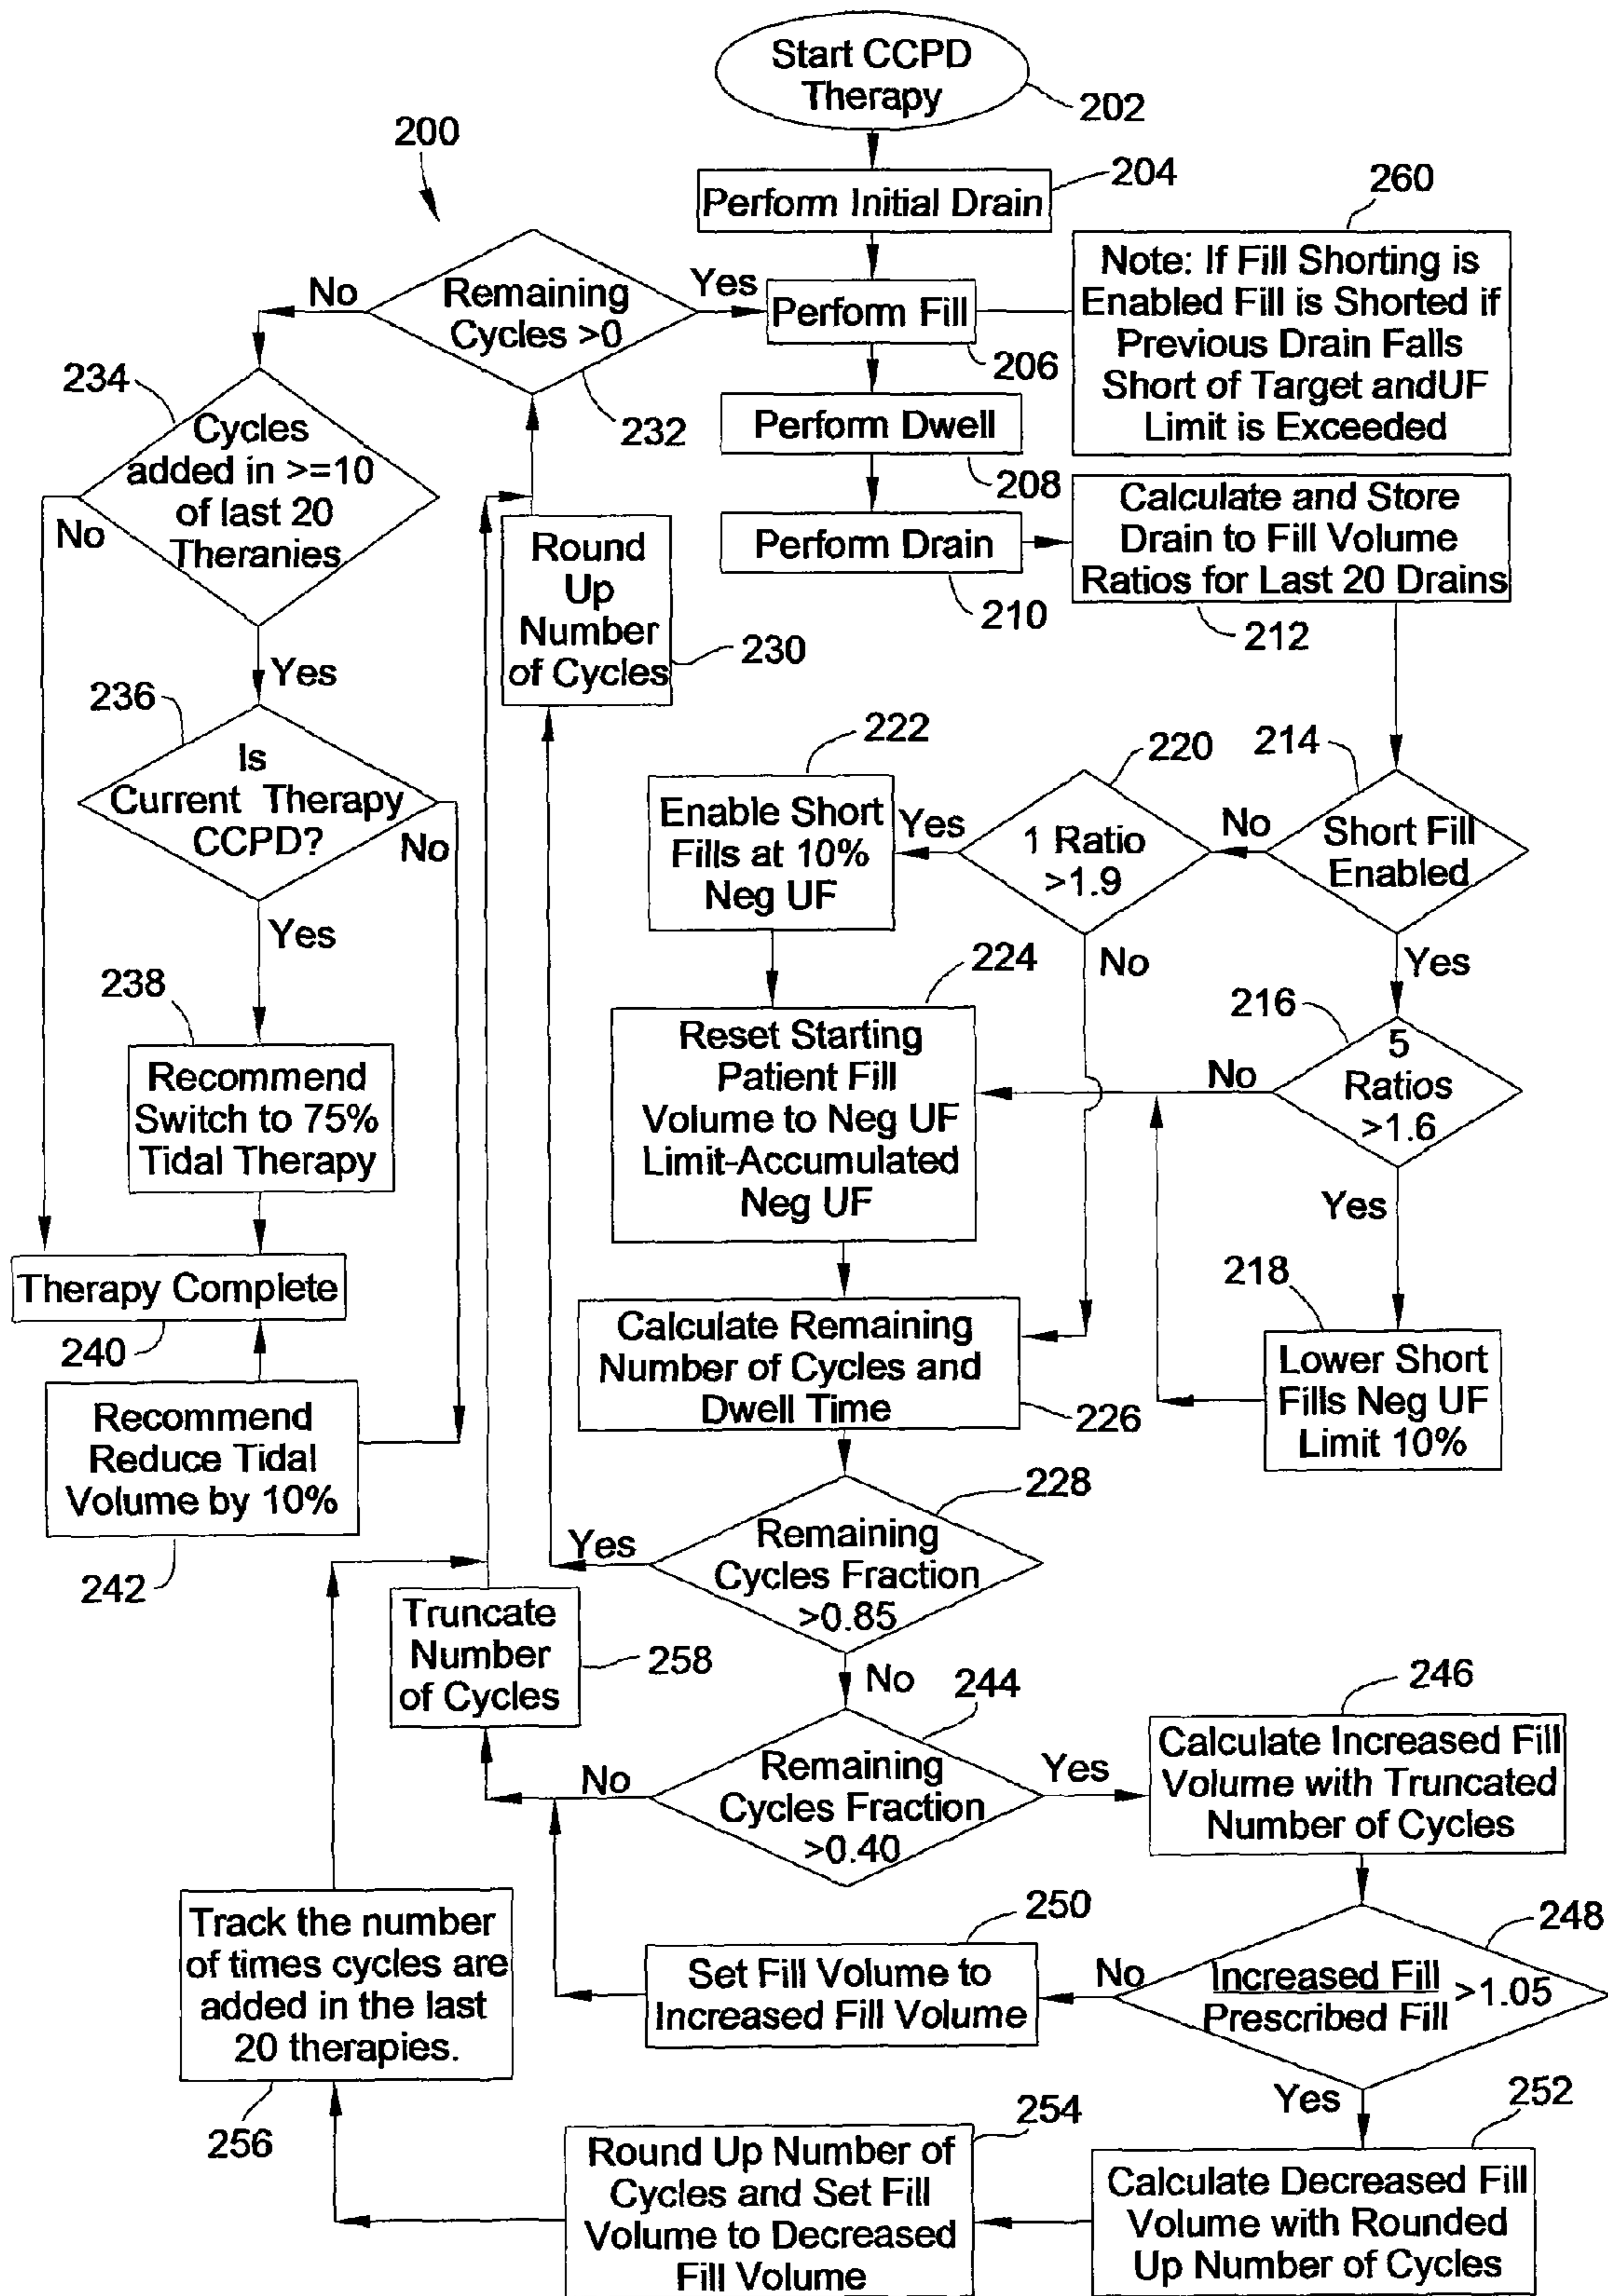 Start CCPD
Therapy
202
200
204
Perform Initial Drain
260
Note: If Fill Shorting is
Enabled Fill is Shorted if
Previous Drain Falls
Short of Target andUF
Limit is Exceeded
No
Remaining
Cycles >0
Yes
232
Perform Fill
206
234
Cycles
added in >=10
of last 20
Theranies
No
Yes
Perform Dwell
208
Round
Up
Number
of Cycles
230
Perform Drain
210
Calculate and Store
Drain to Fill Volume
Ratios for Last 20 Drains
212
236
Is
Current Therapy
CCPD?
No
Yes
222
Enable Short
Fills at 10%
Neg UF
Yes
220
1 Ratio
>1.9
No
No
214
Short Fill
Enabled
Yes
238
Recommend
Switch to 75%
Tidal Therapy
224
Reset Starting
Patient Fill
Volume to Neg UF
Limit-Accumulated
Neg UF
216
5
Ratios
>1.6
No
Yes
Therapy Complete
240
218
Lower Short
Fills Neg UF
Limit 10%
Calculate Remaining
Number of Cycles and
Dwell Time
226
Recommend
Reduce Tidal
Volume by 10%
242
228
Remaining
Cycles Fraction
>0.85
Yes
No
Truncate
Number
of Cycles
258
244
Remaining
Cycles Fraction
>0.40
No
Yes
246
Calculate Increased Fill
Volume with Truncated
Number of Cycles
Track the number
of times cycles are
added in the last
20 therapies.
256
250
Set Fill Volume to
Increased Fill Volume
No
248
Increased Fill
Prescribed Fill >1.05
Yes
254
Round Up Number of
Cycles and Set Fill
Volume to Decreased
Fill Volume
252
Calculate Decreased Fill
Volume with Rounded
Up Number of Cycles